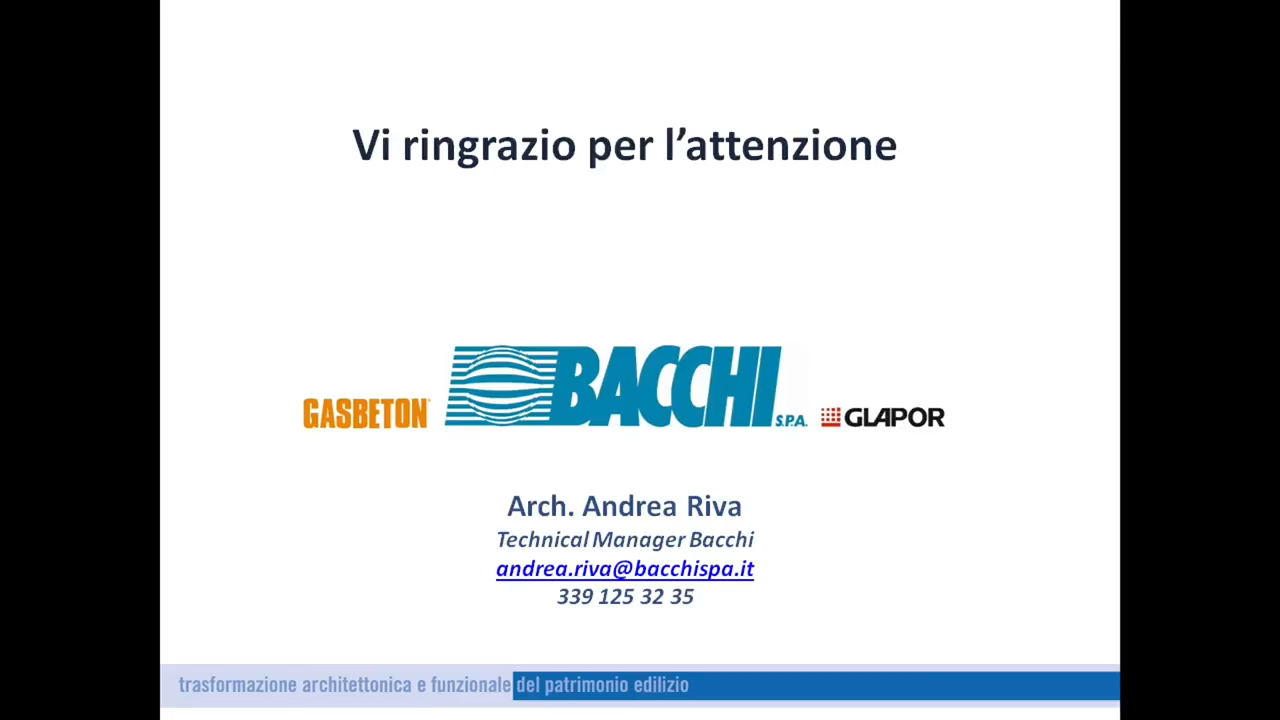 Vi ringrazio per l’attenzione
GASBETON BACCHI S.P.A. GLAPOR
Arch. Andrea Riva
Technical Manager Bacchi
andrea.riva@bacchispa.it
339 125 32 35
trasformazione architettonica e funzionale del patrimonio edilizio